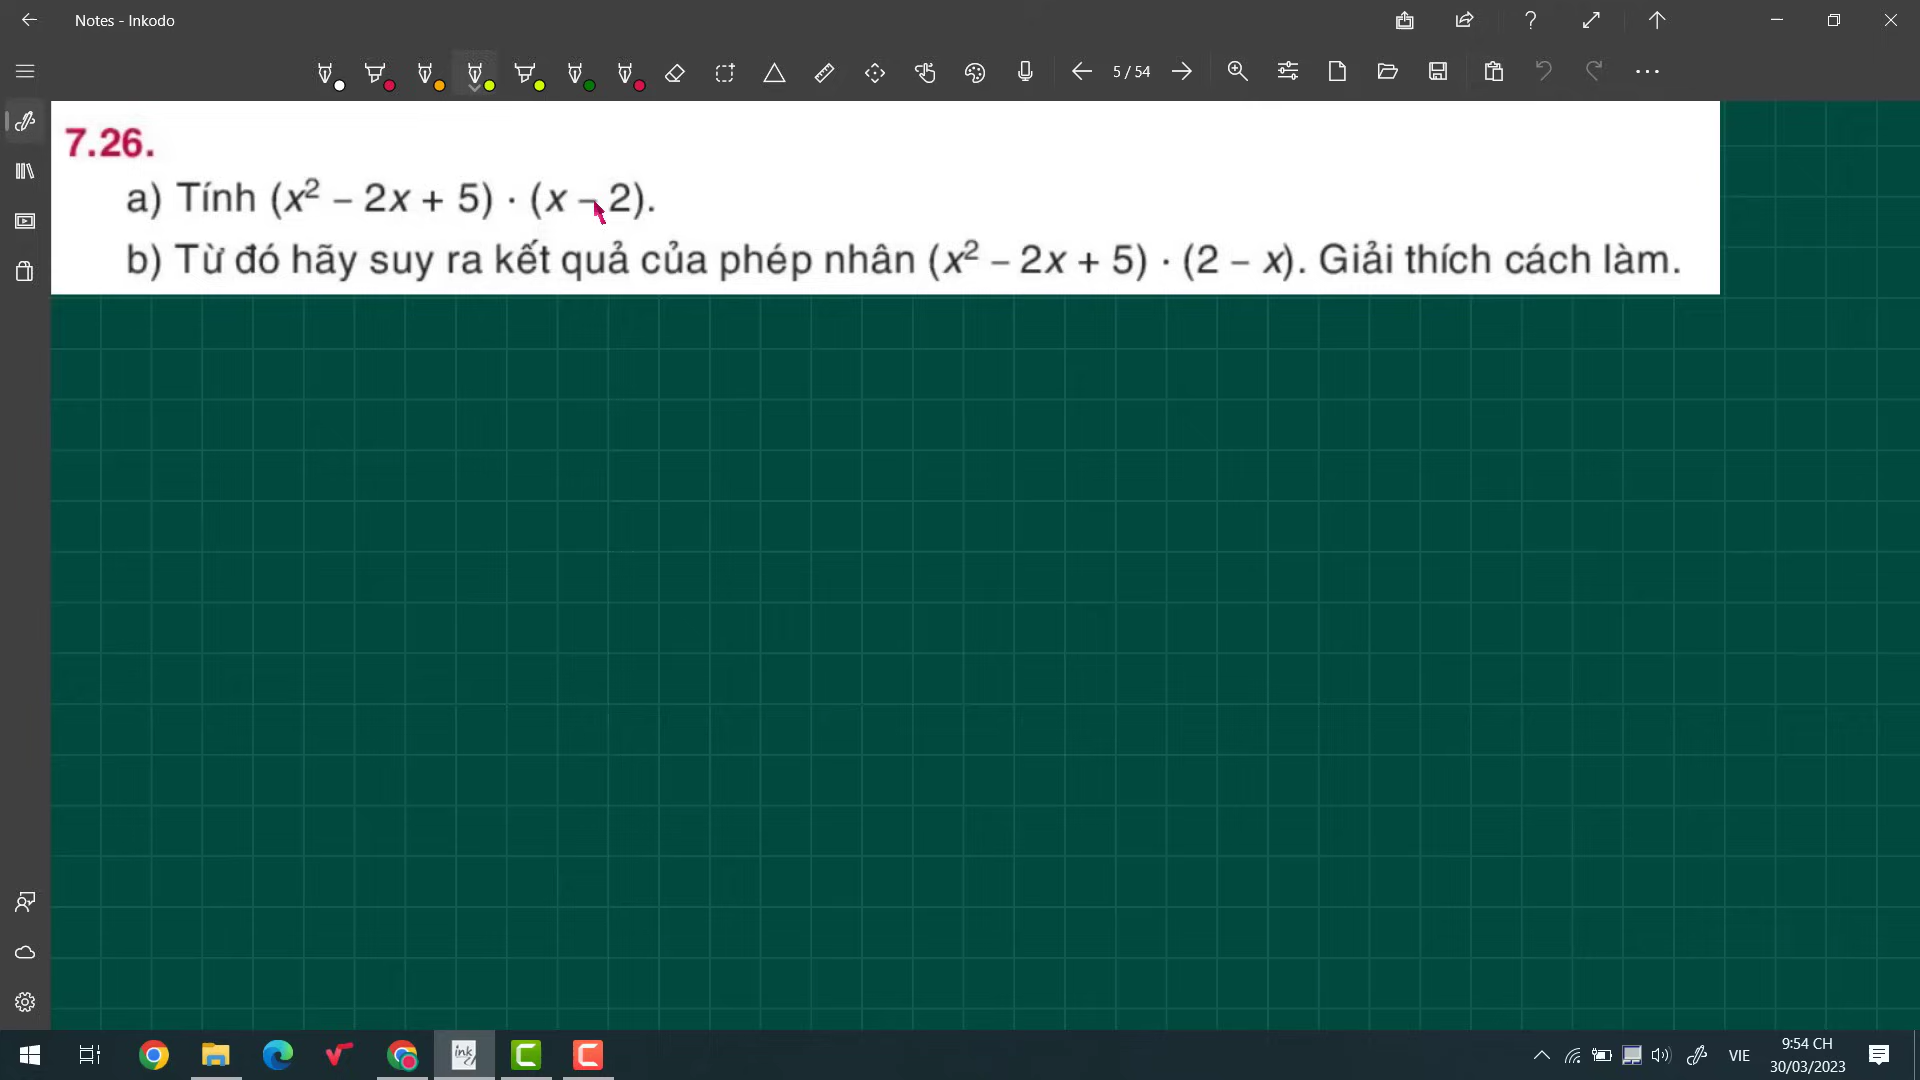 Notes - Inkodo
5 / 54
7.26.
a) Tính (x² – 2x + 5) · (x – 2).
b) Từ đó hãy suy ra kết quả của phép nhân (x² – 2x + 5) · (2 – x). Giải thích cách làm.
ink
VIE
9:54 CH
30/03/2023